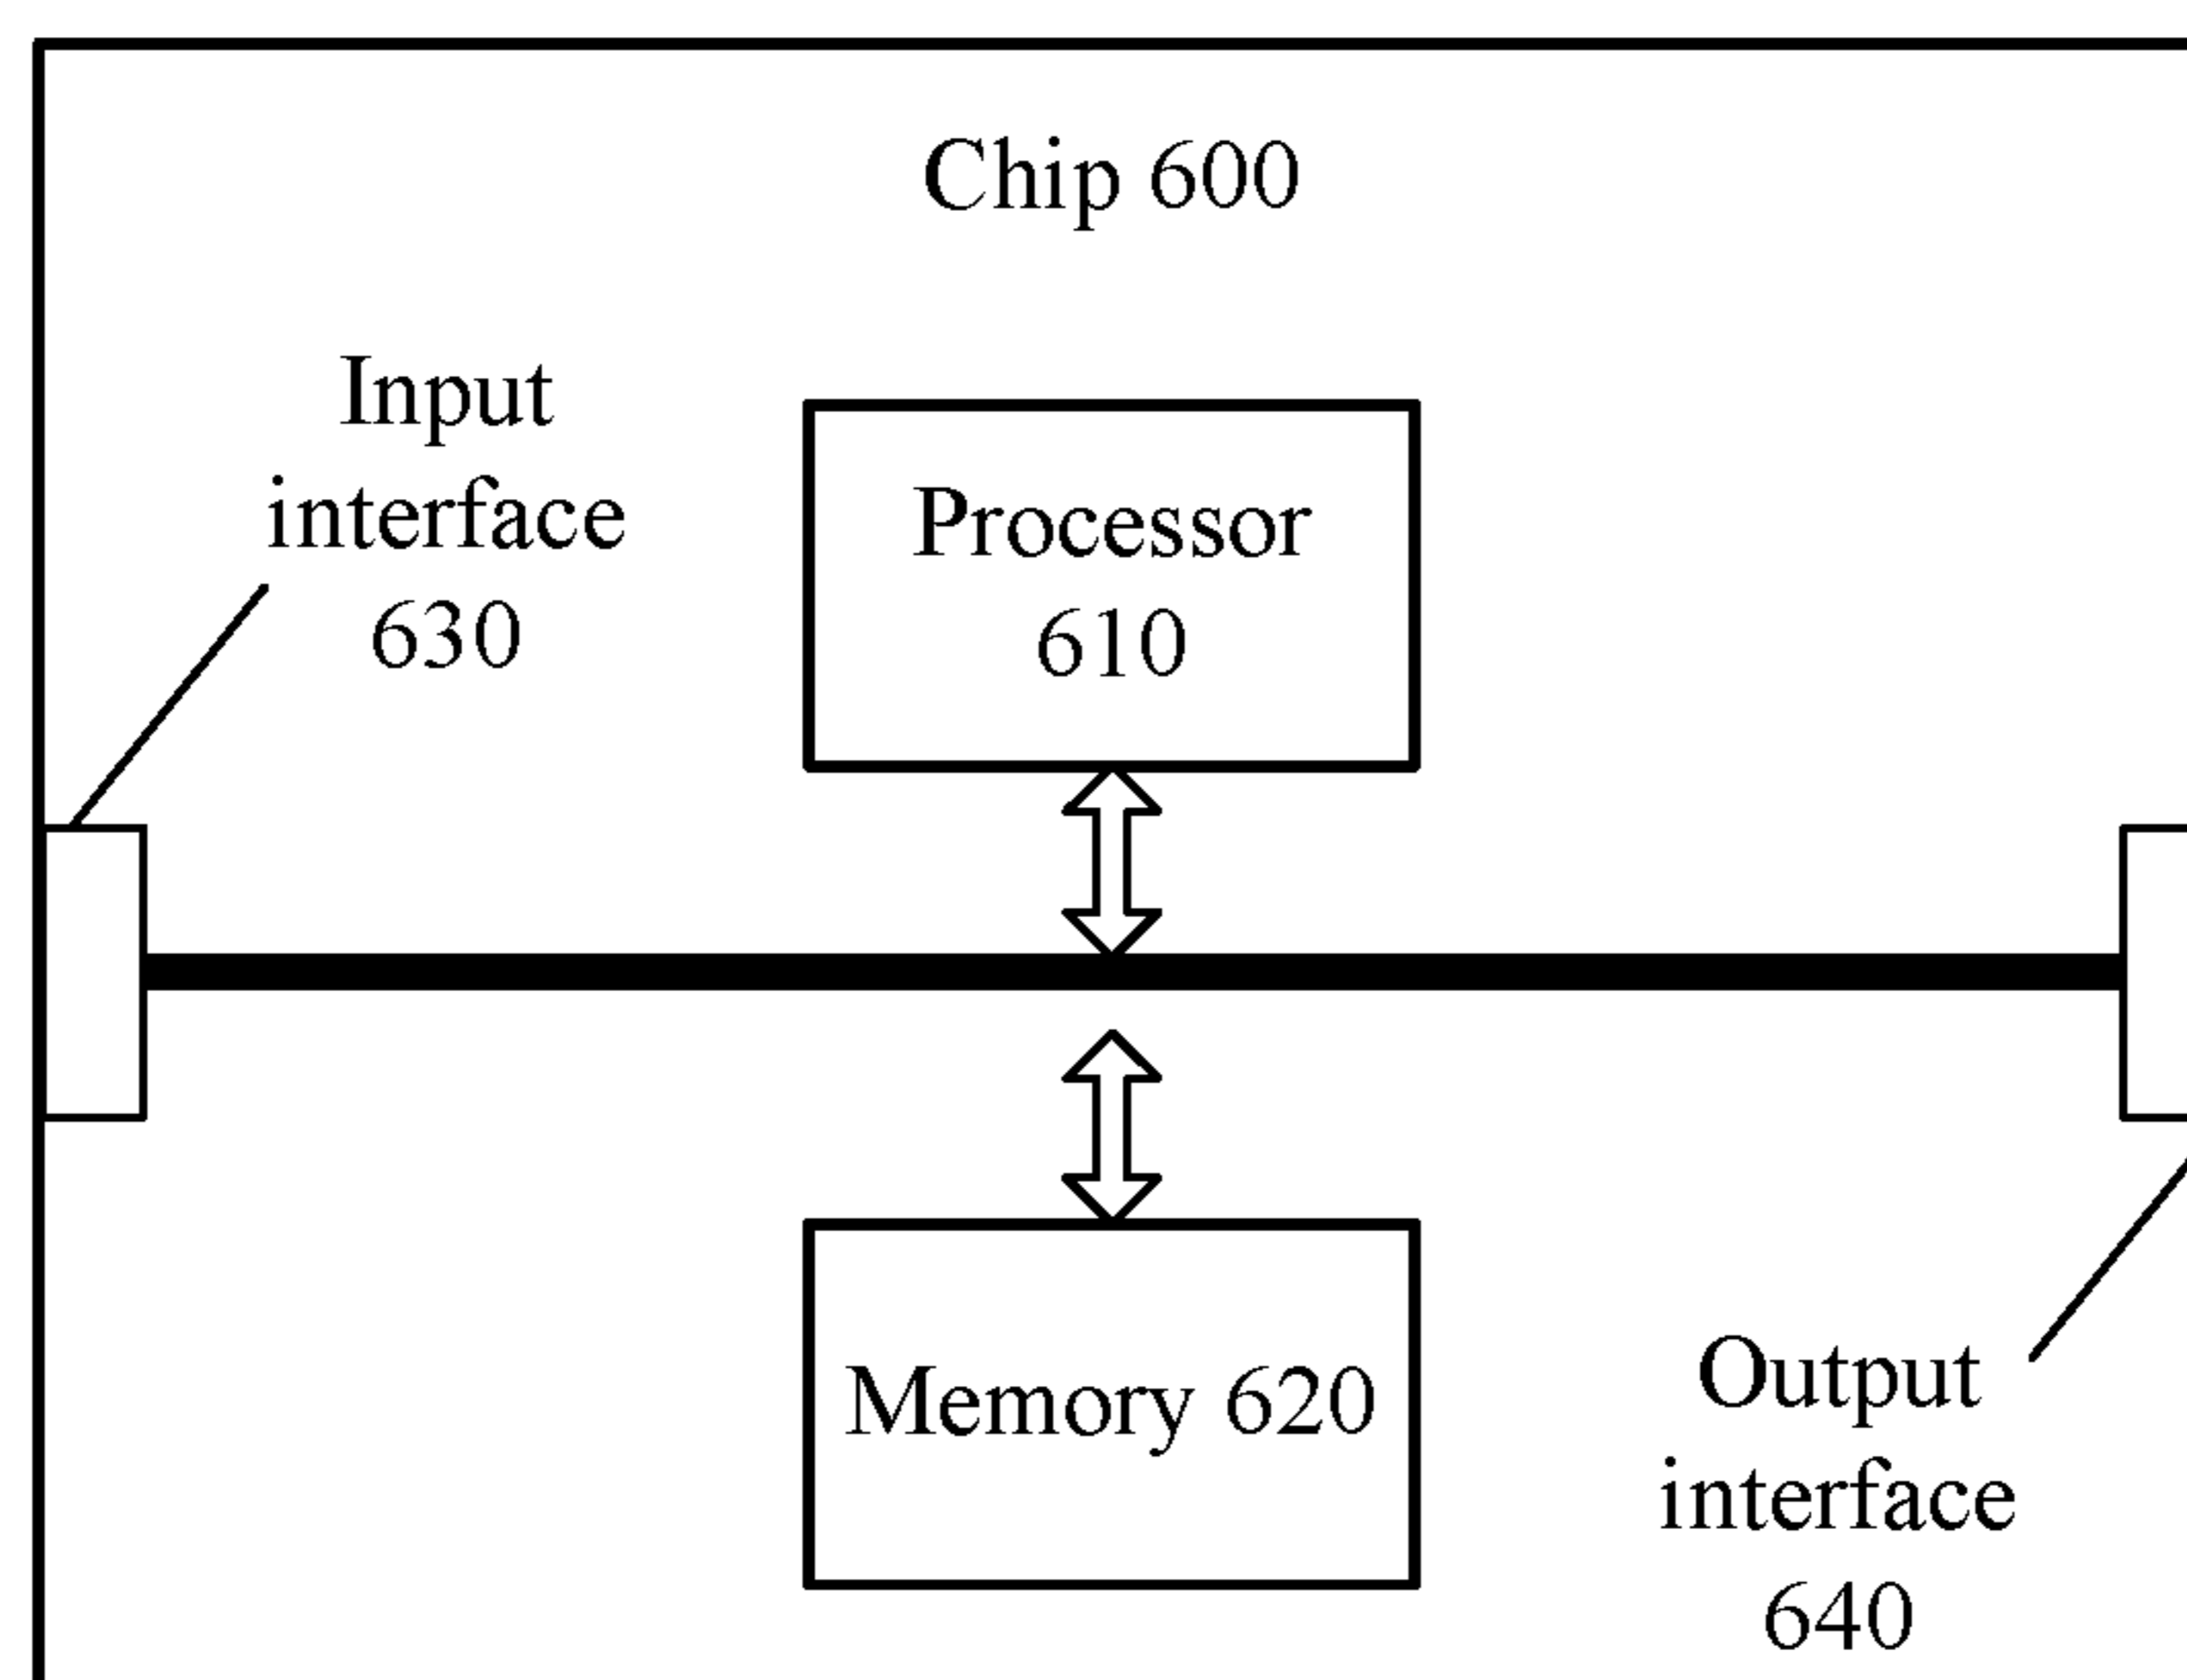 Chip 600
Input
interface
630
Processor
610
Memory 620
Output
interface
640